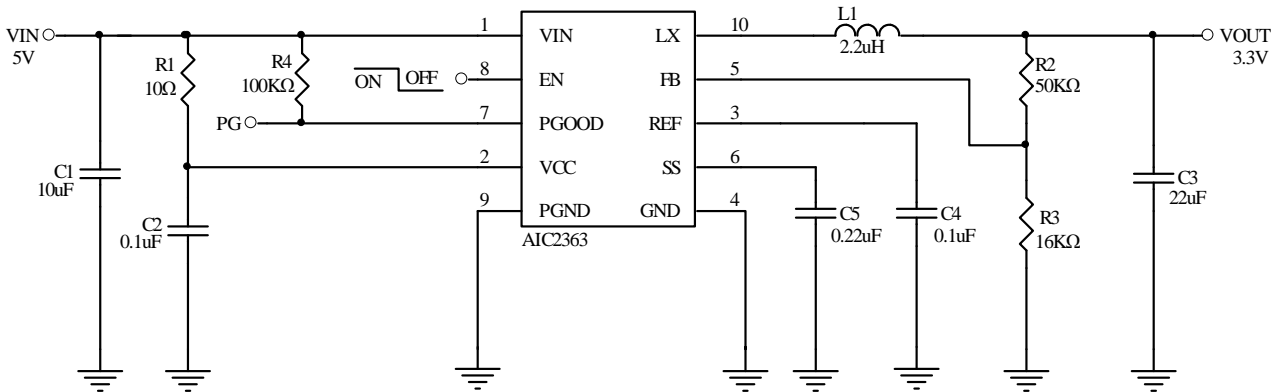 VIN
5V
R1
10Ω
R4
100KΩ
ON OFF
PG
C1
10uF
C2
0.1uF
1
8
7
2
9
VIN
EN
PGOOD
VCC
PGND
LX
FB
REF
SS
GND
AIC2363
10
5
3
6
4
L1
2.2uH
VOUT
3.3V
R2
50KΩ
R3
16KΩ
C3
22uF
C5
0.22uF
C4
0.1uF